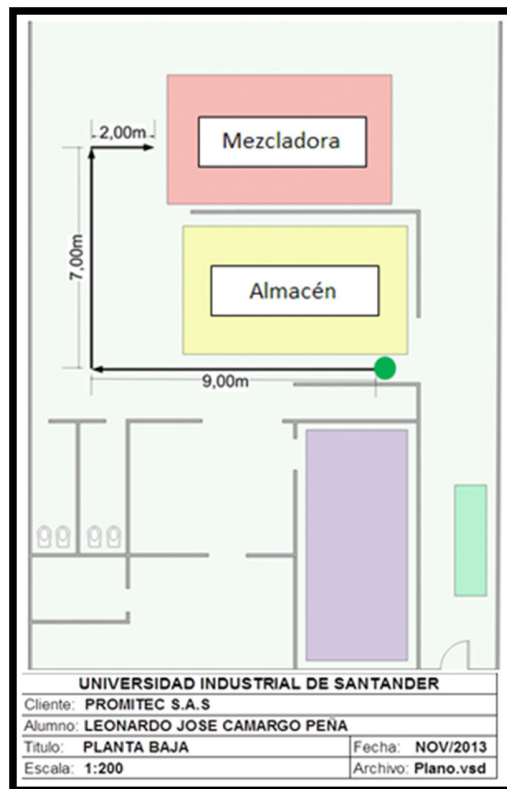 2,00m
Mezcladora
7,00m
Almacén
9,00m
UNIVERSIDAD INDUSTRIAL DE SANTANDER
Cliente: PROMITEC S.A.S
Alumno: LEONARDO JOSE CAMARGO PEÑA
Titulo: PLANTA BAJA Fecha: NOV/2013
Escala: 1:200 Archivo: Plano.vsd